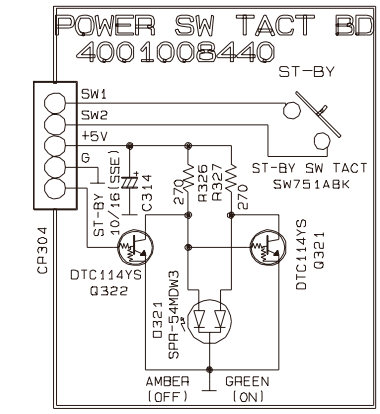 POWER SW TACT BD
4001008440
ST-BY
SW1
SW2
+5V
G
ST-BY SW TACT
SW751ABK
ST-BY
10/16(SSE)
+
C314
270
R326
R327
270
CP304
DTC114YS
Q322
DTC114YS
Q321
D321
SPR-54MDW3
AMBER
(OFF)
GREEN
(ON)